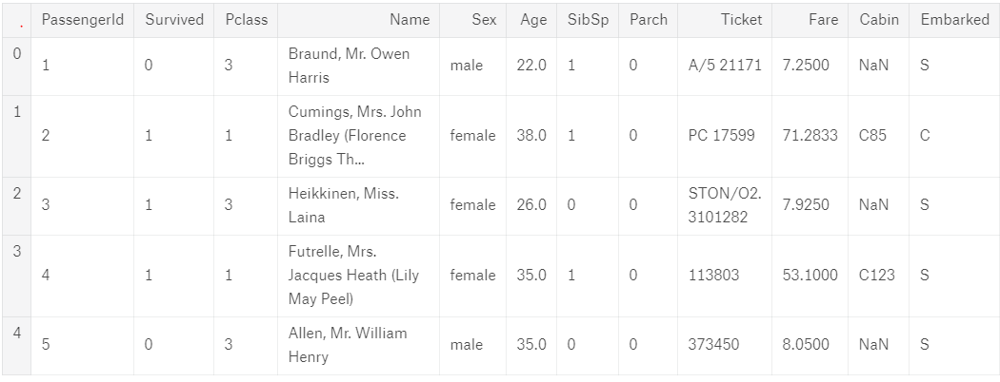 . PassengerId Survived Pclass Name Sex Age SibSp Parch Ticket Fare Cabin Embarked
0 1 0 3 Braund, Mr. Owen Harris male 22.0 1 0 A/5 21171 7.2500 NaN S
1 2 1 1 Cumings, Mrs. John Bradley (Florence Briggs Th... female 38.0 1 0 PC 17599 71.2833 C85 C
2 3 1 3 Heikkinen, Miss. Laina female 26.0 0 0 STON/O2. 3101282 7.9250 NaN S
3 4 1 1 Futrelle, Mrs. Jacques Heath (Lily May Peel) female 35.0 1 0 113803 53.1000 C123 S
4 5 0 3 Allen, Mr. William Henry male 35.0 0 0 373450 8.0500 NaN S